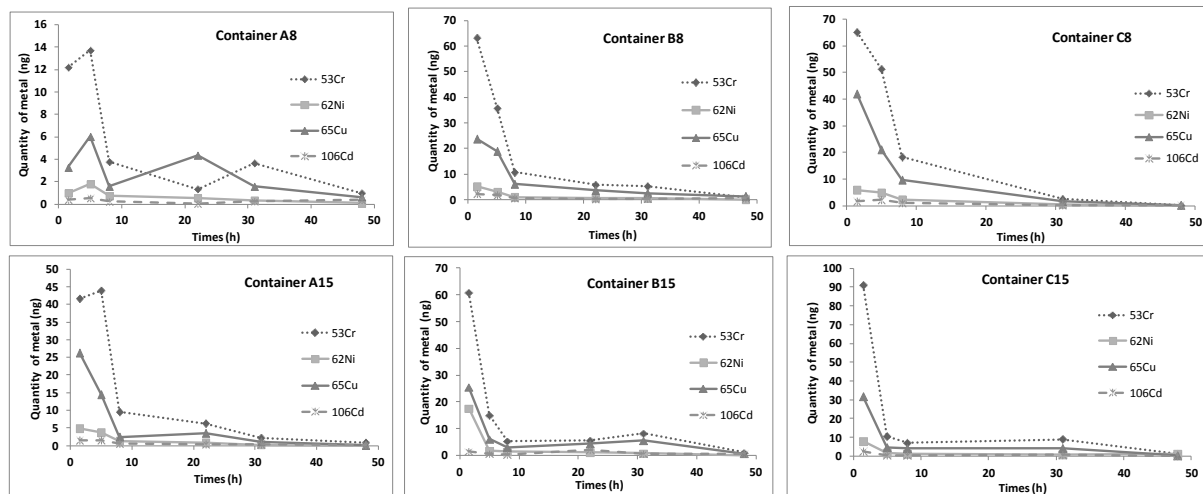 Container A8
Quantity of metal (ng)
16
14
12
10
8
6
4
2
0
0 10 20 30 40 50
Times (h)
53Cr
62Ni
65Cu
106Cd
Container B8
Quantity of metal (ng)
70
60
50
40
30
20
10
0
0 10 20 30 40 50
Times (h)
53Cr
62Ni
65Cu
106Cd
Container C8
Quantity of metal (ng)
70
60
50
40
30
20
10
0
0 10 20 30 40 50
Times (h)
53Cr
62Ni
65Cu
106Cd
Container A15
Quantity of metal (ng)
50
45
40
35
30
25
20
15
10
5
0
0 10 20 30 40 50
Times (h)
53Cr
62Ni
65Cu
106Cd
Container B15
Quantity of metal (ng)
70
60
50
40
30
20
10
0
0 10 20 30 40 50
Times (h)
53Cr
62Ni
65Cu
106Cd
Container C15
Quantity of metal (ng)
100
90
80
70
60
50
40
30
20
10
0
0 10 20 30 40 50
Times (h)
53Cr
62Ni
65Cu
106Cd